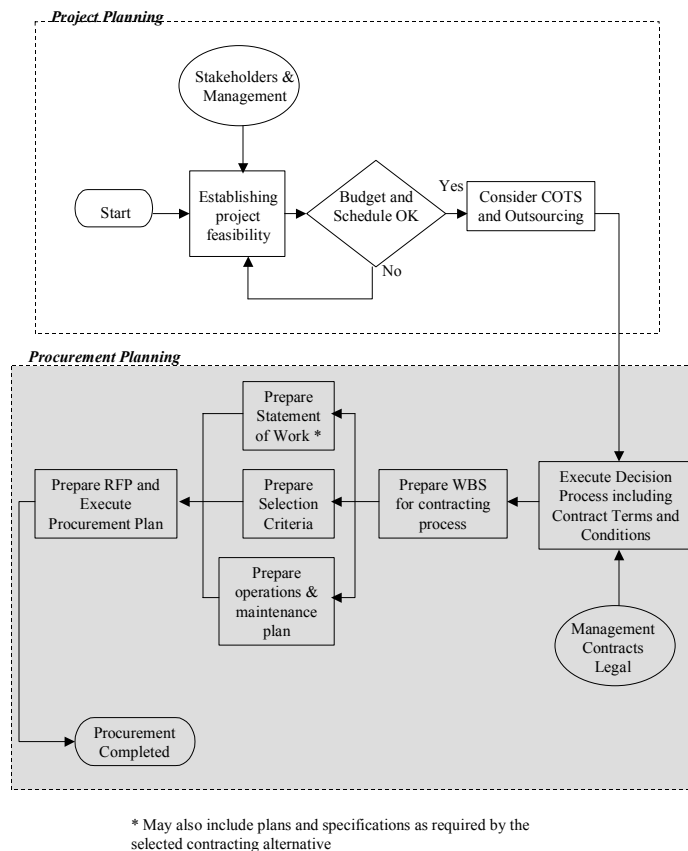 Project Planning
Stakeholders &
Management
Start
Establishing
project
feasibility
Budget and
Schedule OK
Yes
No
Consider COTS
and Outsourcing
Procurement Planning
Prepare
Statement
of Work *
Prepare RFP and
Execute
Procurement Plan
Prepare
Selection
Criteria
Prepare WBS
for contracting
process
Execute Decision
Process including
Contract Terms and
Conditions
Prepare
operations &
maintenance
plan
Management
Contracts
Legal
Procurement
Completed
* May also include plans and specifications as required by the
selected contracting alternative